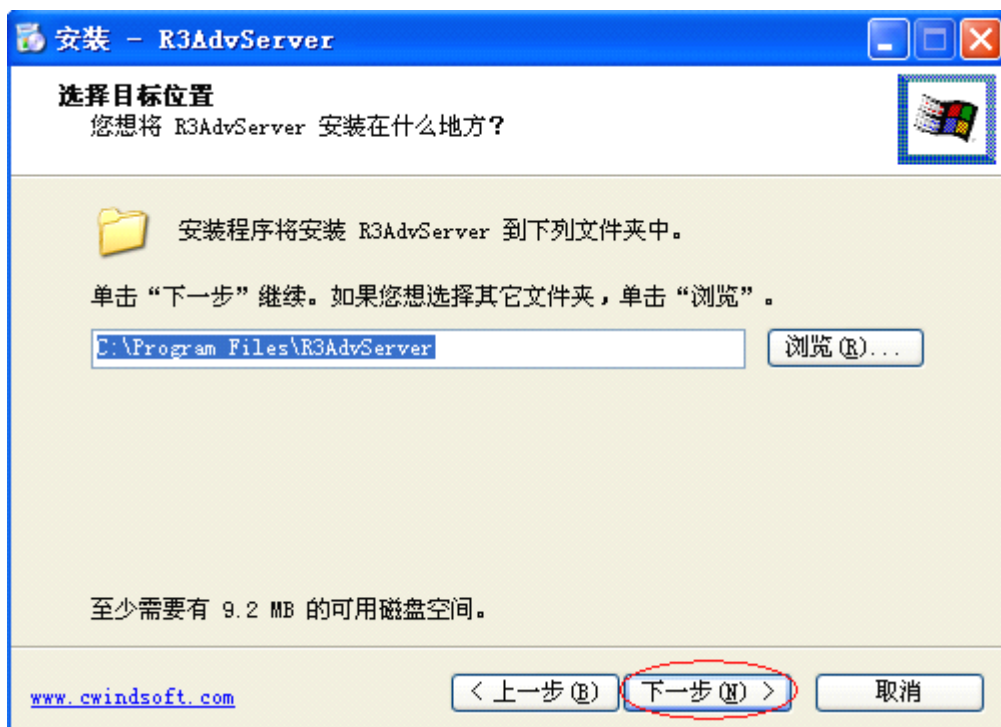 安装 - R3AdvServer
选择目标位置
您想将 R3AdvServer 安装在什么地方？
安装程序将安装 R3AdvServer 到下列文件夹中。
单击“下一步”继续。如果您想选择其它文件夹，单击“浏览”。
C:\Program Files\R3AdvServer
浏览(R)...
至少需要有 9.2 MB 的可用磁盘空间。
www.cwindsoft.com
< 上一步(B)
下一步(N) >
取消